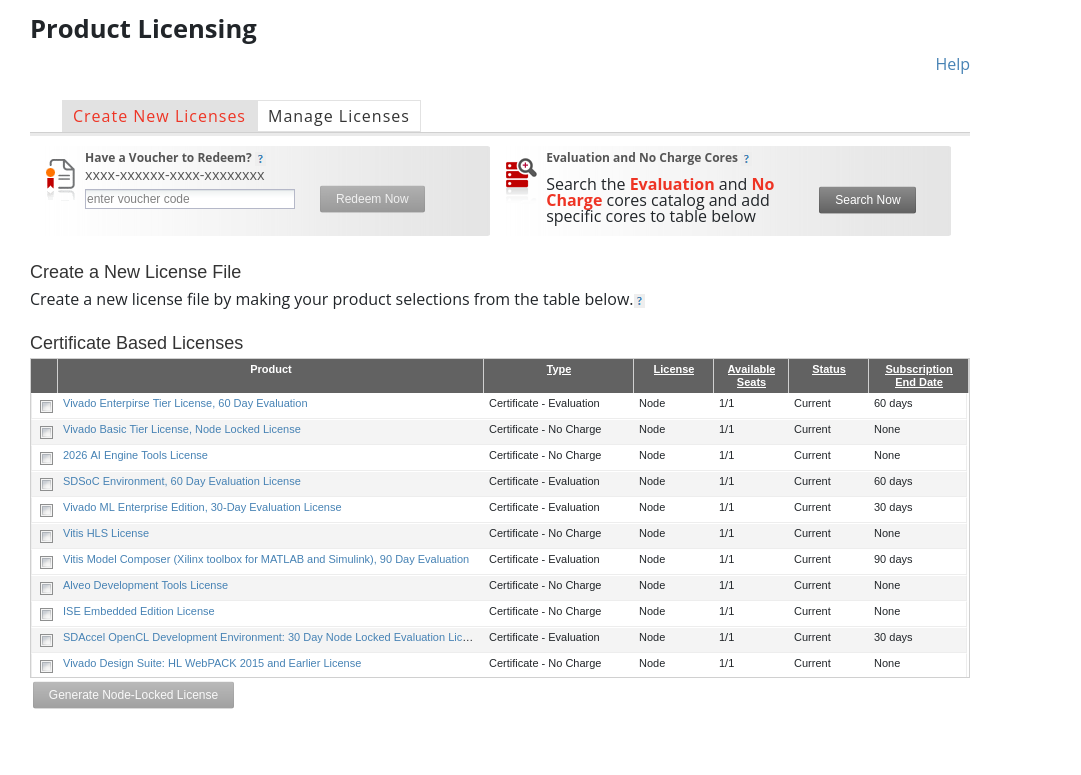 Product Licensing
Help
Create New Licenses Manage Licenses
Have a Voucher to Redeem? ?
xxxx-xxxxxx-xxxx-xxxxxxxx
enter voucher code
Redeem Now
Evaluation and No Charge Cores ?
Search the Evaluation and No
Charge cores catalog and add
specific cores to table below
Search Now
Create a New License File
Create a new license file by making your product selections from the table below. ?
Certificate Based Licenses
Product Type License Available Seats Status Subscription End Date
Vivado Enterpirse Tier License, 60 Day Evaluation Certificate - Evaluation Node 1/1 Current 60 days
Vivado Basic Tier License, Node Locked License Certificate - No Charge Node 1/1 Current None
2026 AI Engine Tools License Certificate - No Charge Node 1/1 Current None
SDSoC Environment, 60 Day Evaluation License Certificate - Evaluation Node 1/1 Current 60 days
Vivado ML Enterprise Edition, 30-Day Evaluation License Certificate - Evaluation Node 1/1 Current 30 days
Vitis HLS License Certificate - No Charge Node 1/1 Current None
Vitis Model Composer (Xilinx toolbox for MATLAB and Simulink), 90 Day Evaluation Certificate - Evaluation Node 1/1 Current 90 days
Alveo Development Tools License Certificate - No Charge Node 1/1 Current None
ISE Embedded Edition License Certificate - No Charge Node 1/1 Current None
SDAccel OpenCL Development Environment: 30 Day Node Locked Evaluation Lic... Certificate - Evaluation Node 1/1 Current 30 days
Vivado Design Suite: HL WebPACK 2015 and Earlier License Certificate - No Charge Node 1/1 Current None
Generate Node-Locked License